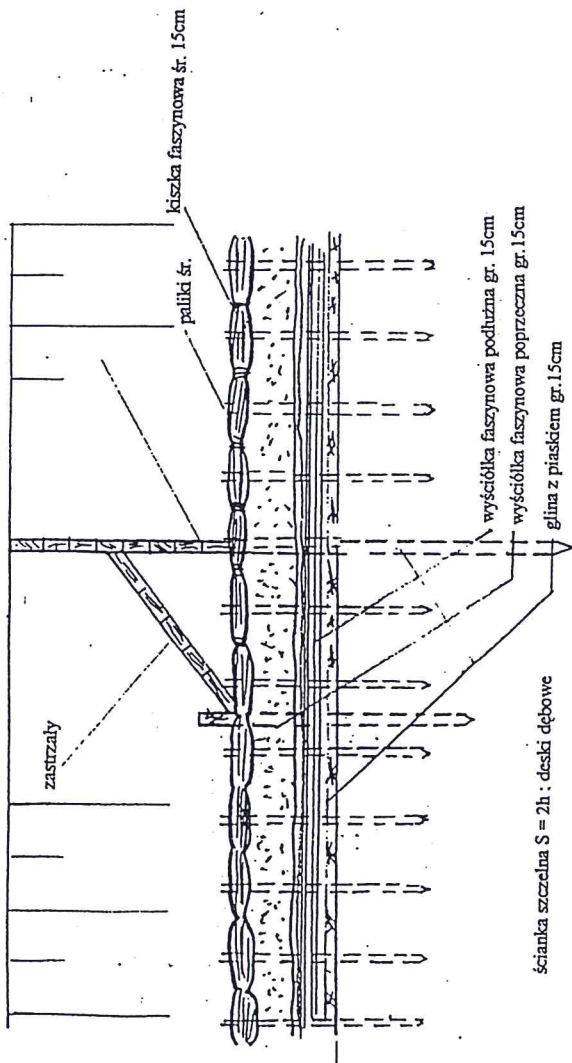 zastrzały
paliki śr.
kiszka faszynowa śr. 15cm
wyściółka faszynowa podłużna gr. 15cm
wyściółka faszynowa poprzeczna gr.15cm
glina z piaskiem gr.15cm
ścianka szczelna S = 2h ; deski dębowe